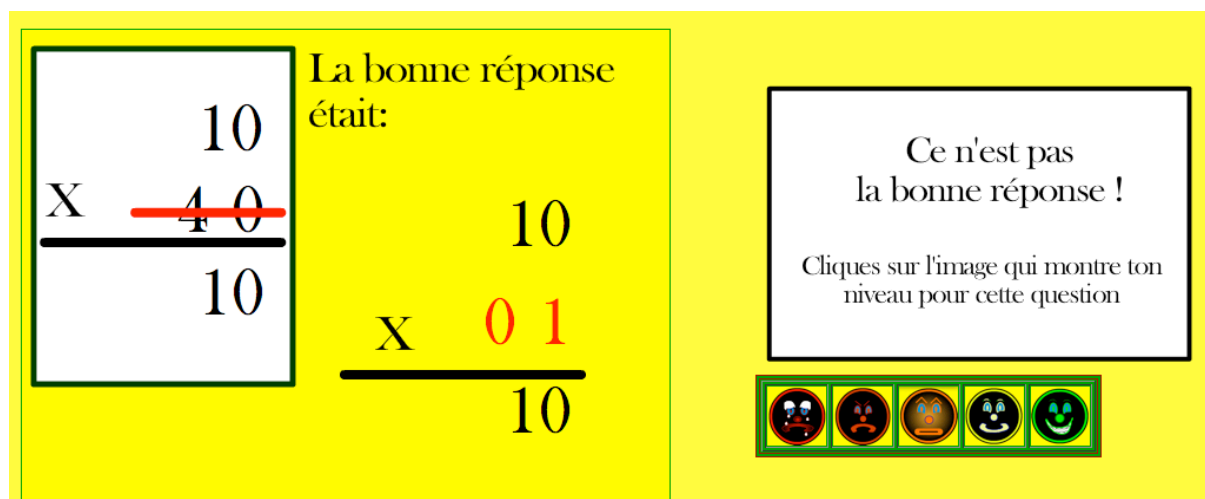 10
X 4 0
10
La bonne réponse
était:
10
X 0 1
10
Ce n'est pas
la bonne réponse !
Cliques sur l'image qui montre ton
niveau pour cette question